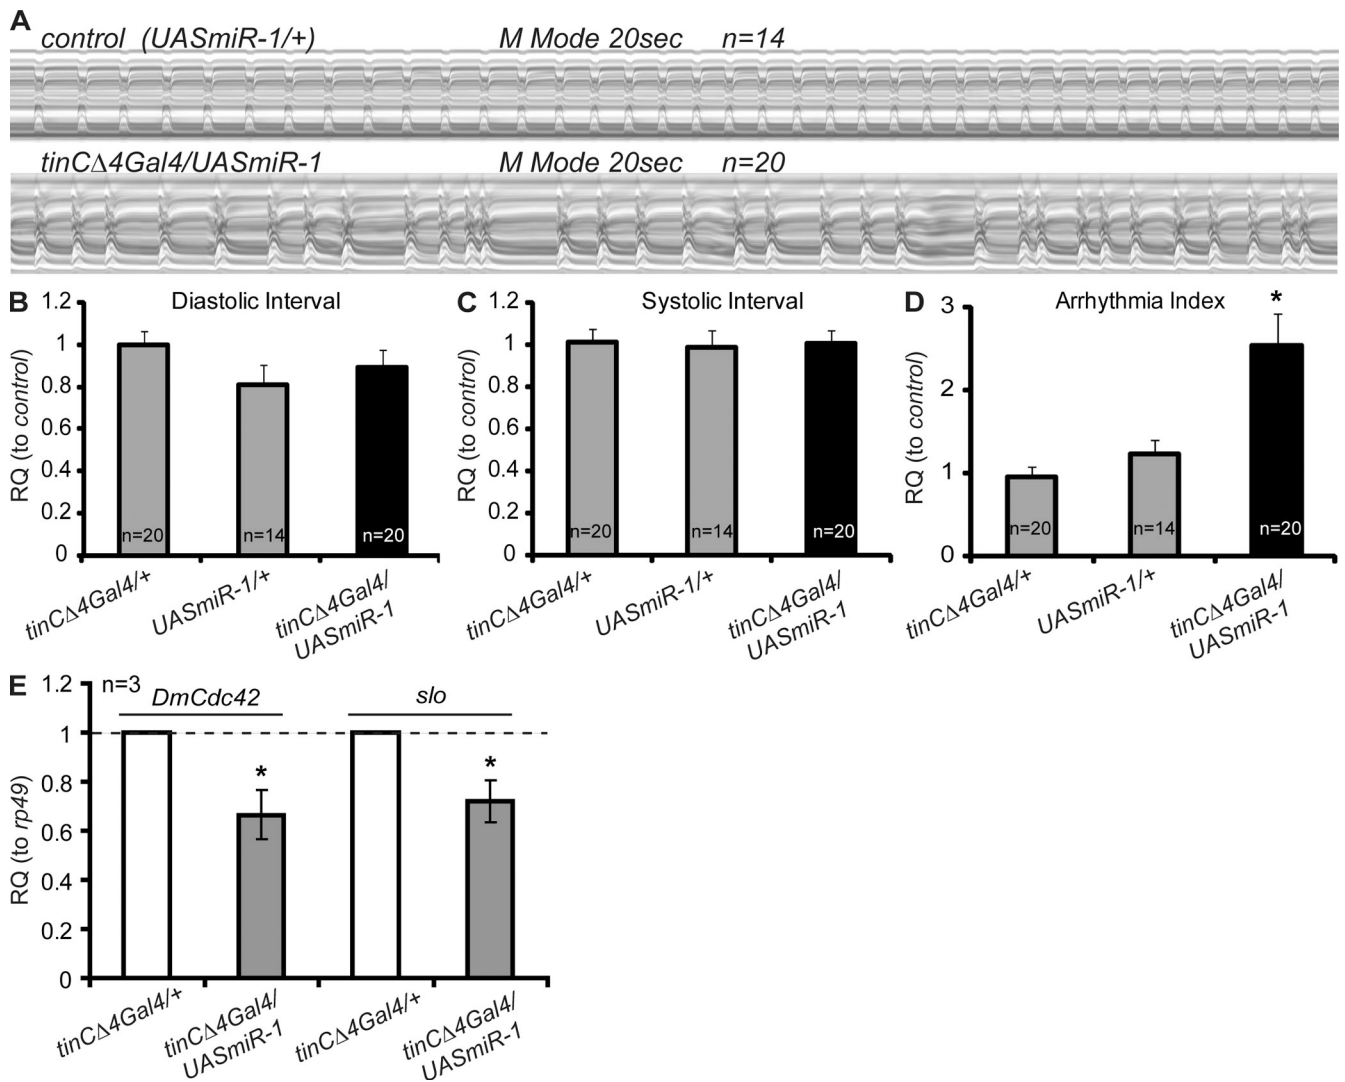 A
control (UASmiR-1/+) M Mode 20sec n=14
tinCΔ4Gal4/UASmiR-1 M Mode 20sec n=20
B
Diastolic Interval
RQ (to control)
1.2
1
0.8
0.6
0.4
0.2
0
n=20
n=14
n=20
tinCΔ4Gal4/+
UASmiR-1/+
tinCΔ4Gal4/
UASmiR-1
C
Systolic Interval
RQ (to control)
1.2
1
0.8
0.6
0.4
0.2
0
n=20
n=14
n=20
tinCΔ4Gal4/+
UASmiR-1/+
tinCΔ4Gal4/
UASmiR-1
D
Arrhythmia Index
*
RQ (to control)
3
2
1
0
n=20
n=14
n=20
tinCΔ4Gal4/+
UASmiR-1/+
tinCΔ4Gal4/
UASmiR-1
E
n=3
DmCdc42
slo
RQ (to rp49)
1.2
1
0.8
0.6
0.4
0.2
0
*
*
tinCΔ4Gal4/+
tinCΔ4Gal4/
UASmiR-1
tinCΔ4Gal4/+
tinCΔ4Gal4/
UASmiR-1